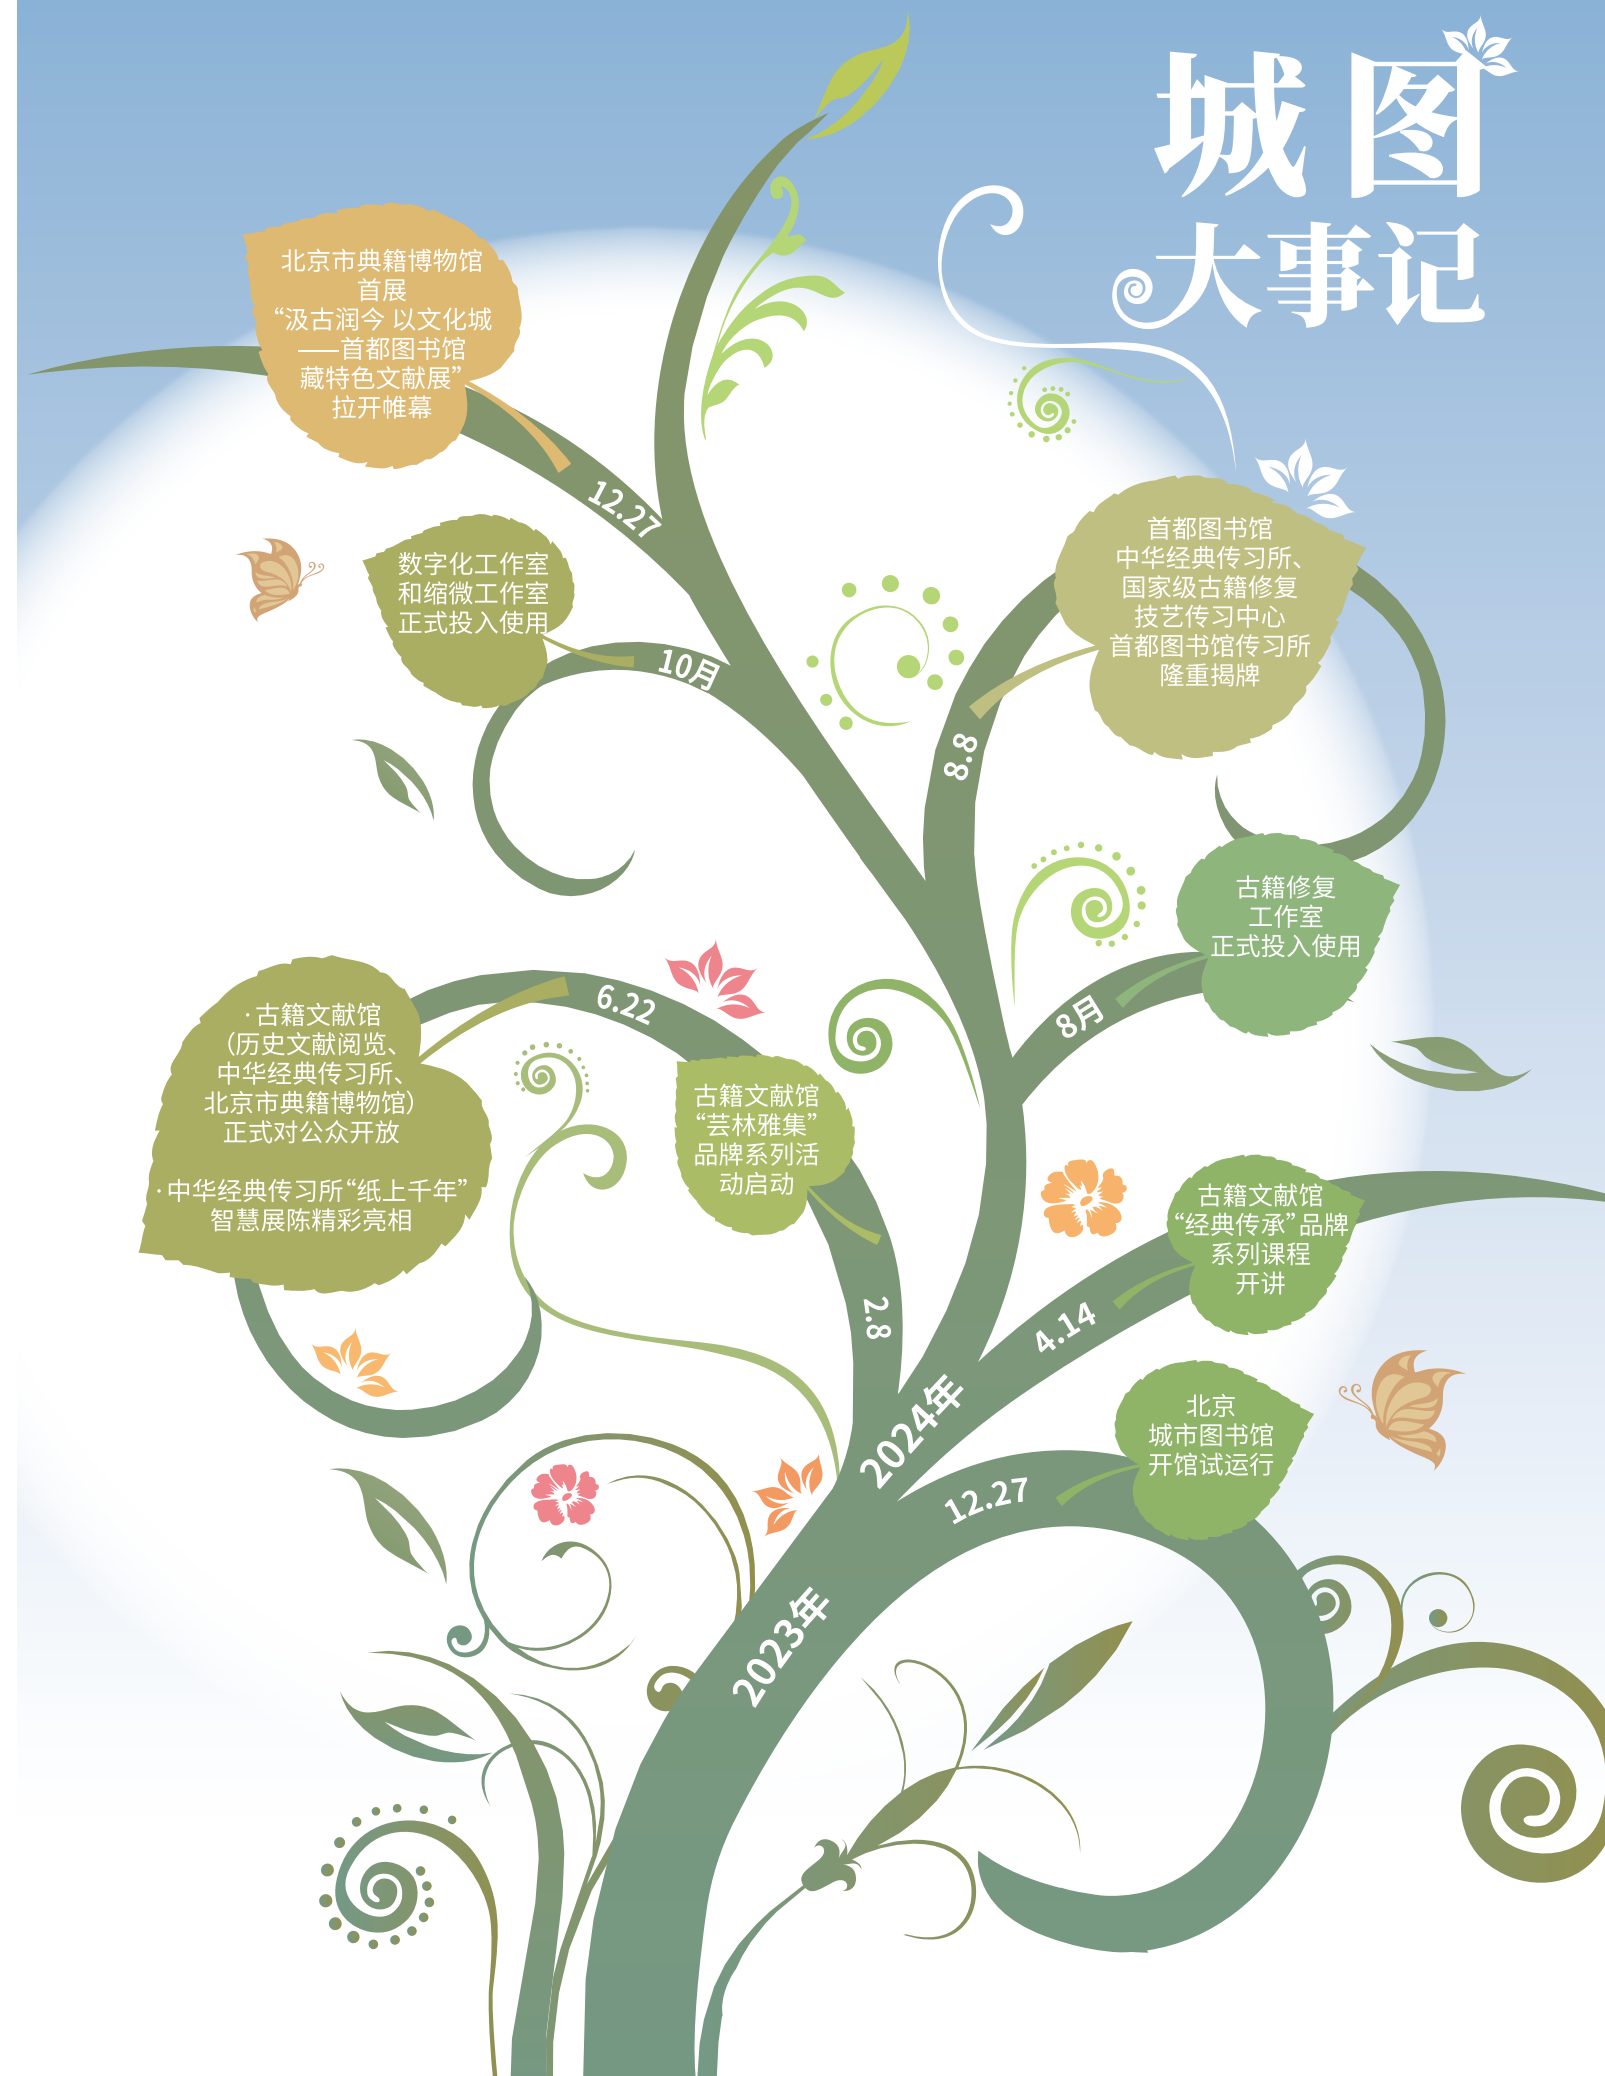 城图
大事记
北京市典籍博物馆
首展
“汲古润今 以文化城
——首都图书馆
藏特色文献展”
拉开帷幕
12.27
数字化工作室
和缩微工作室
正式投入使用
10月
首都图书馆
中华经典传习所、
国家级古籍修复
技艺传习中心
首都图书馆传习所
隆重揭牌
8.8
古籍修复
工作室
正式投入使用
8月
·古籍文献馆
（历史文献阅览、
中华经典传习所、
北京市典籍博物馆）
正式对公众开放
·中华经典传习所“纸上千年”
智慧展陈精彩亮相
6.22
古籍文献馆
“芸林雅集”
品牌系列活
动启动
2.8
古籍文献馆
“经典传承”品牌
系列课程
开讲
4.14
2024年
北京
城市图书馆
开馆试运行
12.27
2023年